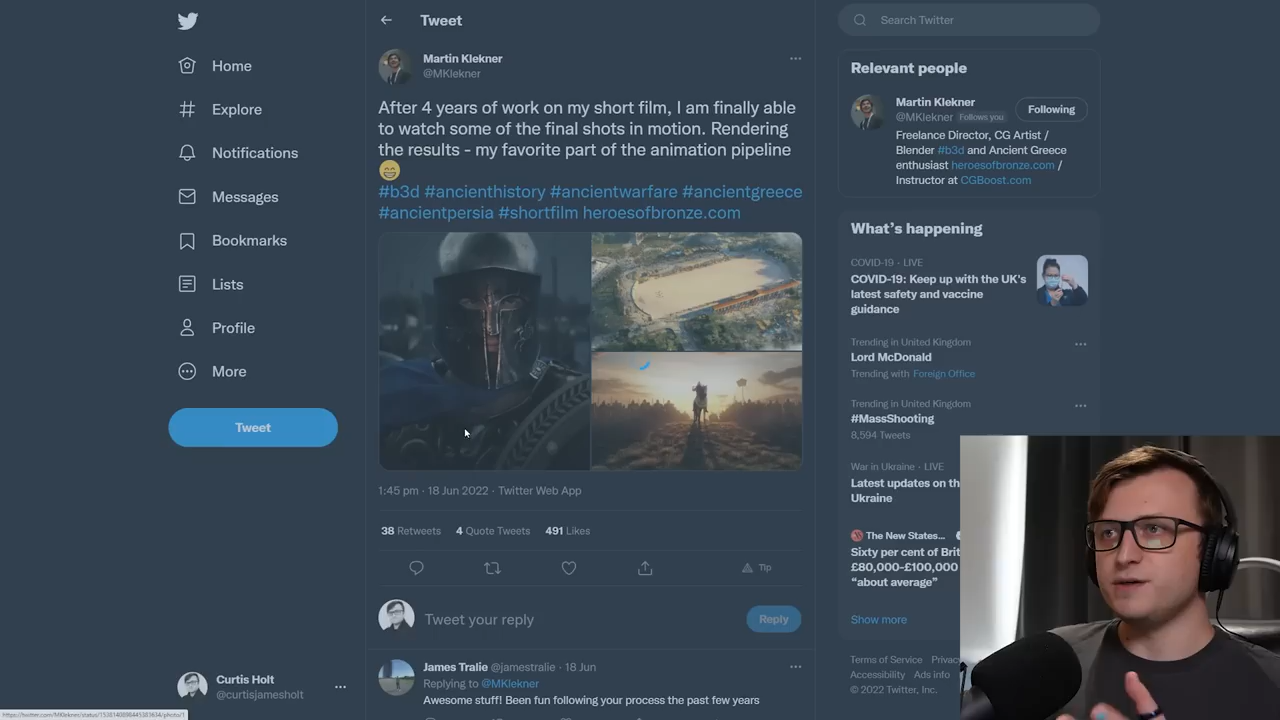 Tweet
Search Twitter
Home
Explore
Notifications
Messages
Bookmarks
Lists
Profile
More
Tweet
Curtis Holt
@curtisjamesholt
Martin Klekner
@MKlekner
After 4 years of work on my short film, I am finally able
to watch some of the final shots in motion. Rendering
the results - my favorite part of the animation pipeline
#b3d #ancienthistory #ancientwarfare #ancientgreece
#ancientpersia #shortfilm heroesofbronze.com
1:45 pm · 18 Jun 2022 · Twitter Web App
38 Retweets 4 Quote Tweets 491 Likes
Tip
Tweet your reply
Reply
James Tralie @jamestralie · 18 Jun
Replying to @MKlekner
Awesome stuff! Been fun following your process the past few years
Relevant people
Martin Klekner
@MKlekner Follows you
Following
Freelance Director, CG Artist /
Blender #b3d and Ancient Greece
enthusiast heroesofbronze.com /
Instructor at CGBoost.com
What's happening
COVID-19 · LIVE
COVID-19: Keep up with the UK's
latest safety and vaccine
guidance
Trending in United Kingdom
Lord McDonald
Trending with Foreign Office
Trending in United Kingdom
#MassShooting
8,594 Tweets
War in Ukraine · LIVE
Latest updates on th
Ukraine
The New States...
Sixty per cent of Brit
£80,000-£100,000
"about average"
Show more
Terms of Service Privac
Accessibility Ads info
© 2022 Twitter, Inc.